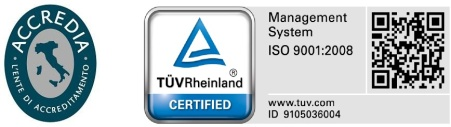 ACCREDIA
L'ENTE DI ACCREDITAMENTO
TÜVRheinland®
CERTIFIED
Management
System
ISO 9001:2008
www.tuv.com
ID 9105036004